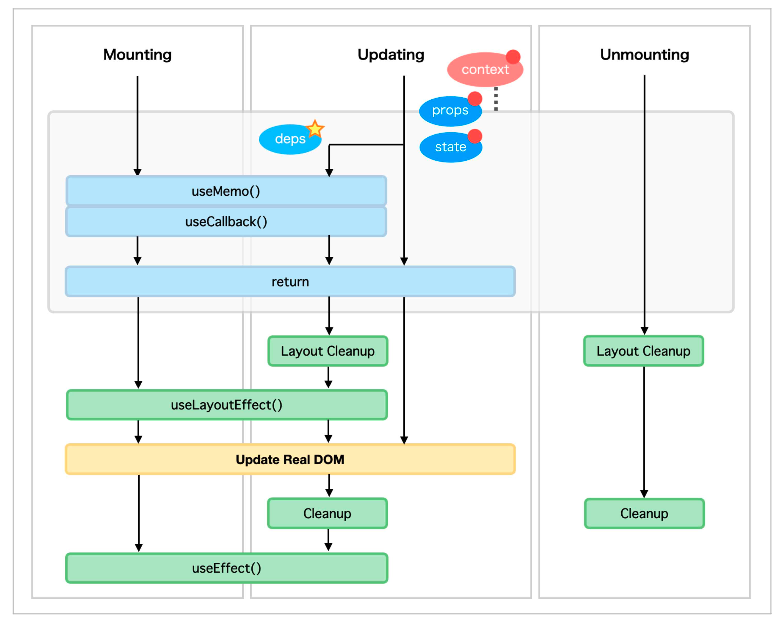 Mounting
Updating
Unmounting
context
props
deps
state
useMemo()
useCallback()
return
Layout Cleanup
Layout Cleanup
useLayoutEffect()
Update Real DOM
Cleanup
Cleanup
useEffect()